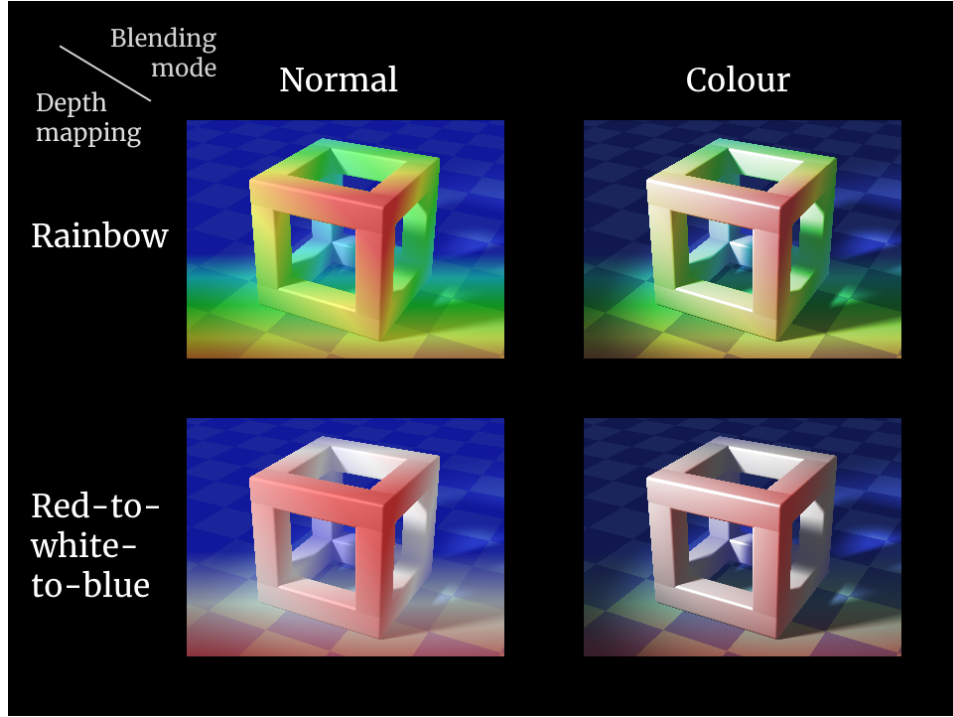 Blending
mode
Depth
mapping
Normal
Colour
Rainbow
Red-to-
white-
to-blue